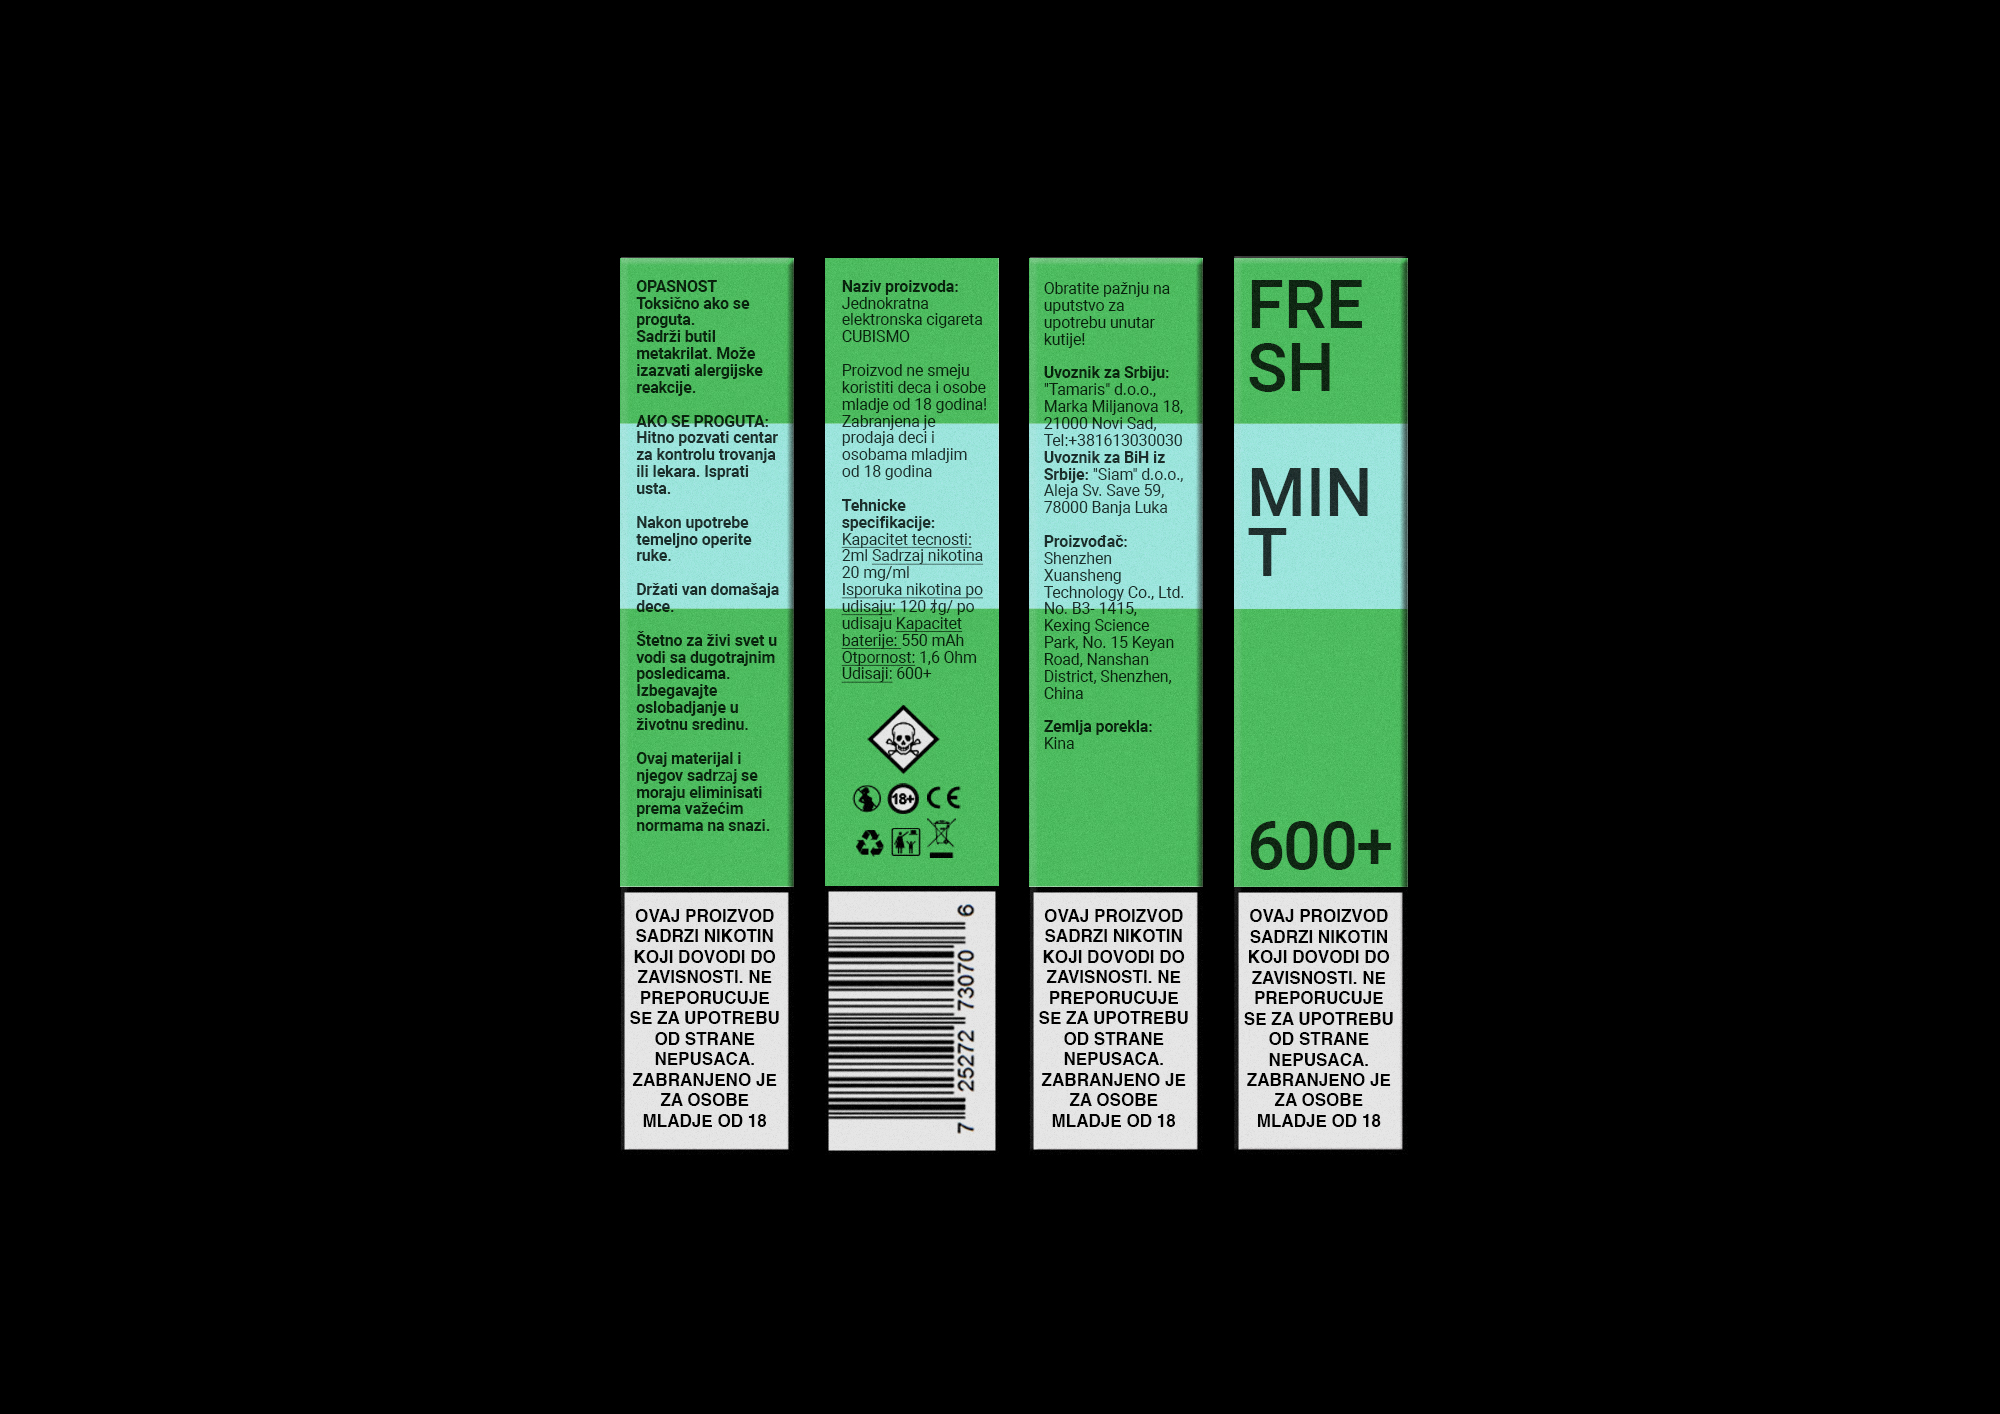 OPASNOST
Toksično ako se
proguta.
Sadrži butil
metakrilat. Može
izazvati alergijske
reakcije.
AKO SE PROGUTA:
Hitno pozvati centar
za kontrolu trovanja
ili lekara. Isprati
usta.
Nakon upotrebe
temeljno operite
ruke.
Držati van domašaja
dece.
Štetno za živi svet u
vodi sa dugotrajnim
posledicama.
Izbegavajte
oslobadjanje u
životnu sredinu.
Ovaj materijal i
njegov sadrzaj se
moraju eliminisati
prema važećim
normama na snazi.
OVAJ PROIZVOD
SADRZI NIKOTIN
KOJI DOVODI DO
ZAVISNOSTI. NE
PREPORUCUJE
SE ZA UPOTREBU
OD STRANE
NEPUSACA.
ZABRANJENO JE
ZA OSOBE
MLADJE OD 18
Naziv proizvoda:
Jednokratna
elektronska cigareta
CUBISMO
Proizvod ne smeju
koristiti deca i osobe
mladje od 18 godina!
Zabranjena je
prodaja deci i
osobama mladjim
od 18 godina
Tehnicke
specifikacije:
Kapacitet tecnosti:
2ml Sadrzaj nikotina
20 mg/ml
Isporuka nikotina po
udisaju: 120 / po
udisaju Kapacitet
baterije: 550 mAh
Otpornost: 1,6 Ohm
Udisaji: 600+
18+ CE
7 25272 73070 6
Obratite pažnju na
uputstvo za
upotrebu unutar
kutije!
Uvoznik za Srbiju:
"Tamaris" d.o.o.,
Marka Miljanova 18,
21000 Novi Sad,
Tel:+381613030030
Uvoznik za BiH iz
Srbije: "Siam" d.o.o.,
Aleja Sv. Save 59,
78000 Banja Luka
Proizvođač:
Shenzhen
Xuansheng
Technology Co., Ltd.
No. B3- 1415,
Kexing Science
Park, No. 15 Keyan
Road, Nanshan
District, Shenzhen,
China
Zemlja porekla:
Kina
OVAJ PROIZVOD
SADRZI NIKOTIN
KOJI DOVODI DO
ZAVISNOSTI. NE
PREPORUCUJE
SE ZA UPOTREBU
OD STRANE
NEPUSACA.
ZABRANJENO JE
ZA OSOBE
MLADJE OD 18
FRE
SH
MIN
T
600+
OVAJ PROIZVOD
SADRZI NIKOTIN
KOJI DOVODI DO
ZAVISNOSTI. NE
PREPORUCUJE
SE ZA UPOTREBU
OD STRANE
NEPUSACA.
ZABRANJENO JE
ZA OSOBE
MLADJE OD 18